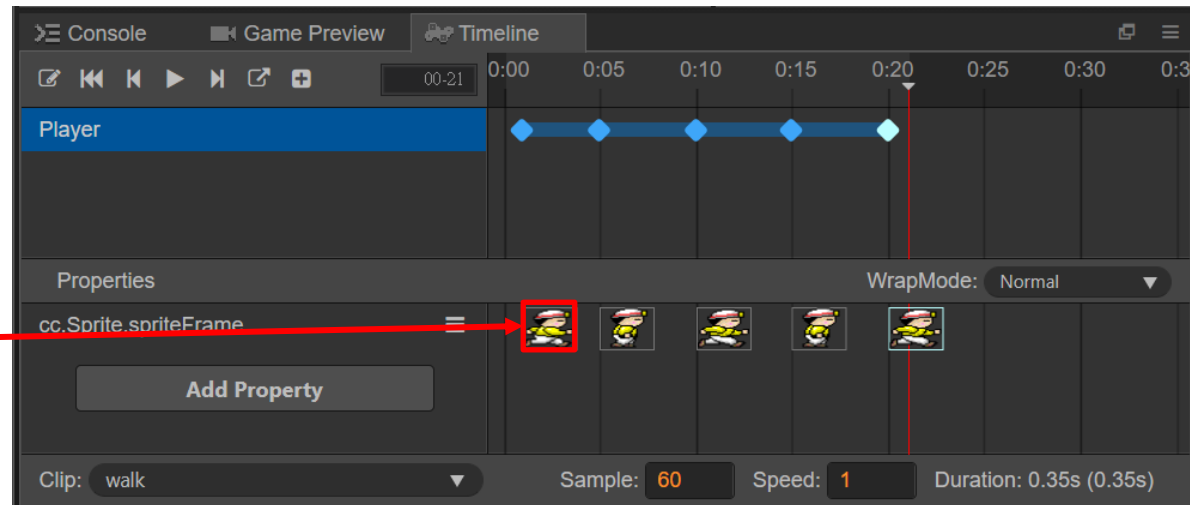 Console Game Preview Timeline
00-21 0:00 0:05 0:10 0:15 0:20 0:25 0:30 0:3
Player
Properties WrapMode: Normal
cc.Sprite.spriteFrame
Add Property
Clip: walk Sample: 60 Speed: 1 Duration: 0.35s (0.35s)